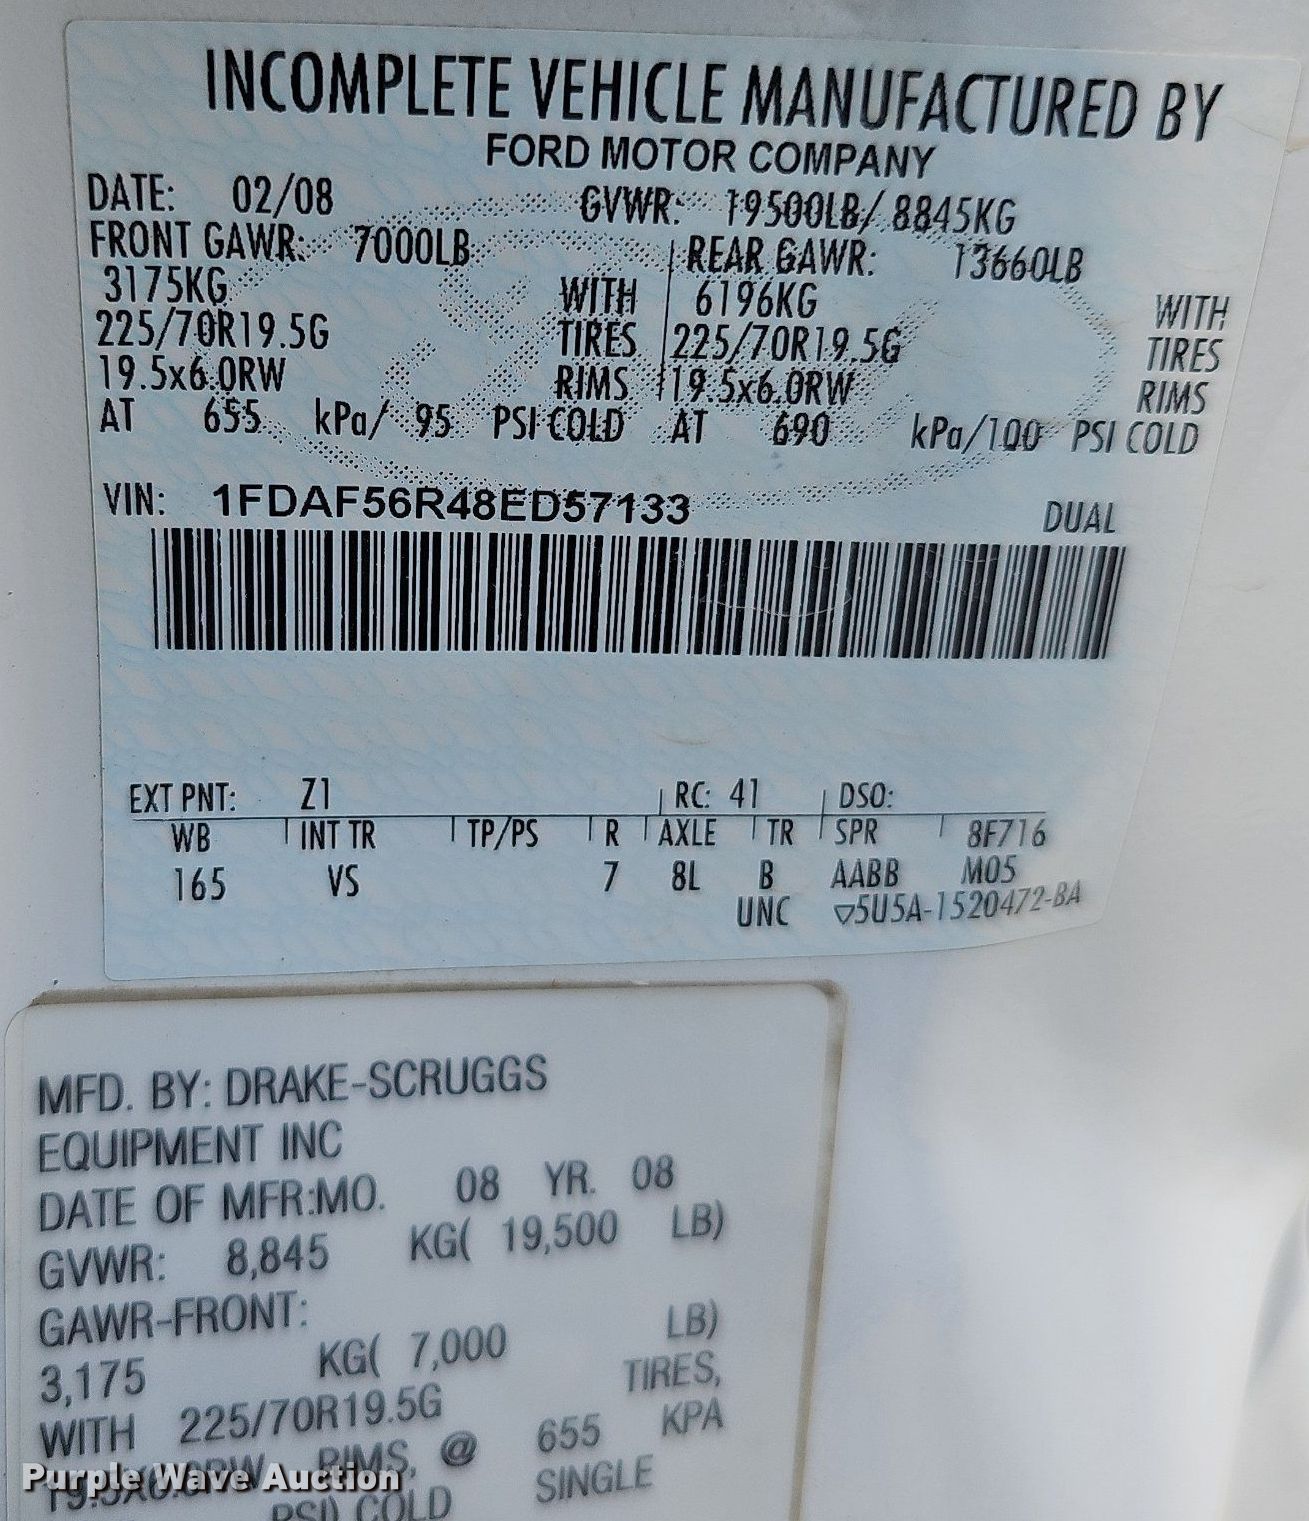 INCOMPLETE VEHICLE MANUFACTURED BY
FORD MOTOR COMPANY
DATE: 02/08 GVWR: 19500LB/ 8845KG
FRONT GAWR: 7000LB REAR GAWR: 13660LB
3175KG WITH 6196KG WITH
225/70R19.5G TIRES 225/70R19.5G TIRES
19.5x6.0RW RIMS 19.5x6.0RW RIMS
AT 655 kPa/ 95 PSI COLD AT 690 kPa/100 PSI COLD
VIN: 1FDAF56R48ED57133 DUAL
EXT PNT: Z1 RC: 41 DSO:
WB INT TR TP/PS R AXLE TR SPR 8F716
165 VS 7 8L B AABB M05
UNC ▽5U5A-1520472-BA
MFD. BY: DRAKE-SCRUGGS
EQUIPMENT INC
DATE OF MFR:MO. 08 YR. 08
GVWR: 8,845 KG( 19,500 LB)
GAWR-FRONT:
3,175 KG( 7,000 LB)
WITH 225/70R19.5G TIRES,
19.5X6.0RW RIMS, @ 655 KPA
PSI) COLD SINGLE
Purple Wave Auction